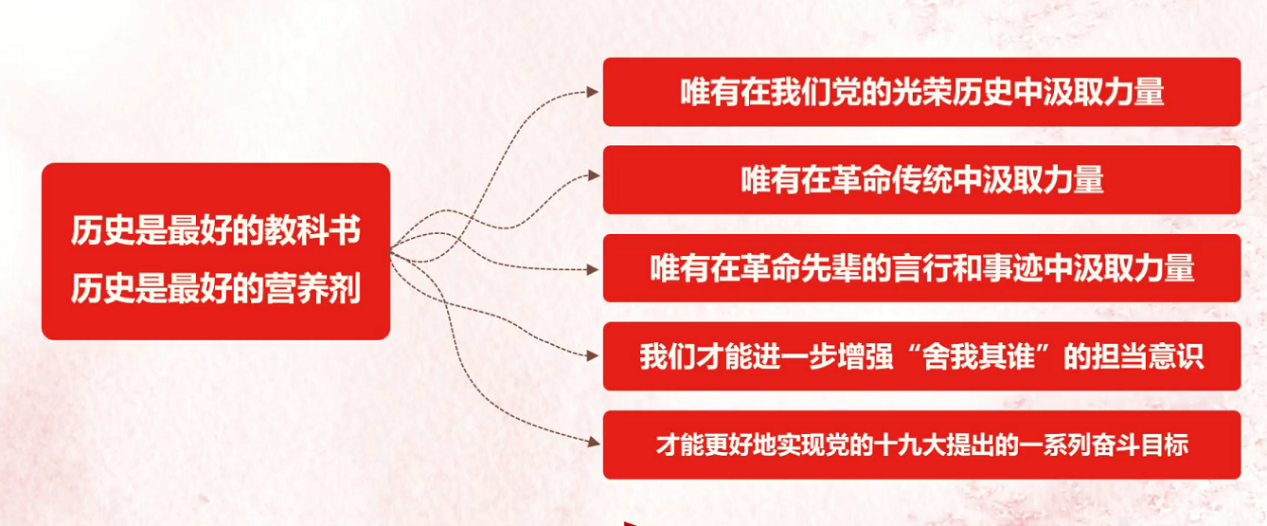 历史是最好的教科书
历史是最好的营养剂
唯有在我们党的光荣历史中汲取力量
唯有在革命传统中汲取力量
唯有在革命先辈的言行和事迹中汲取力量
我们才能进一步增强“舍我其谁”的担当意识
才能更好地实现党的十九大提出的一系列奋斗目标